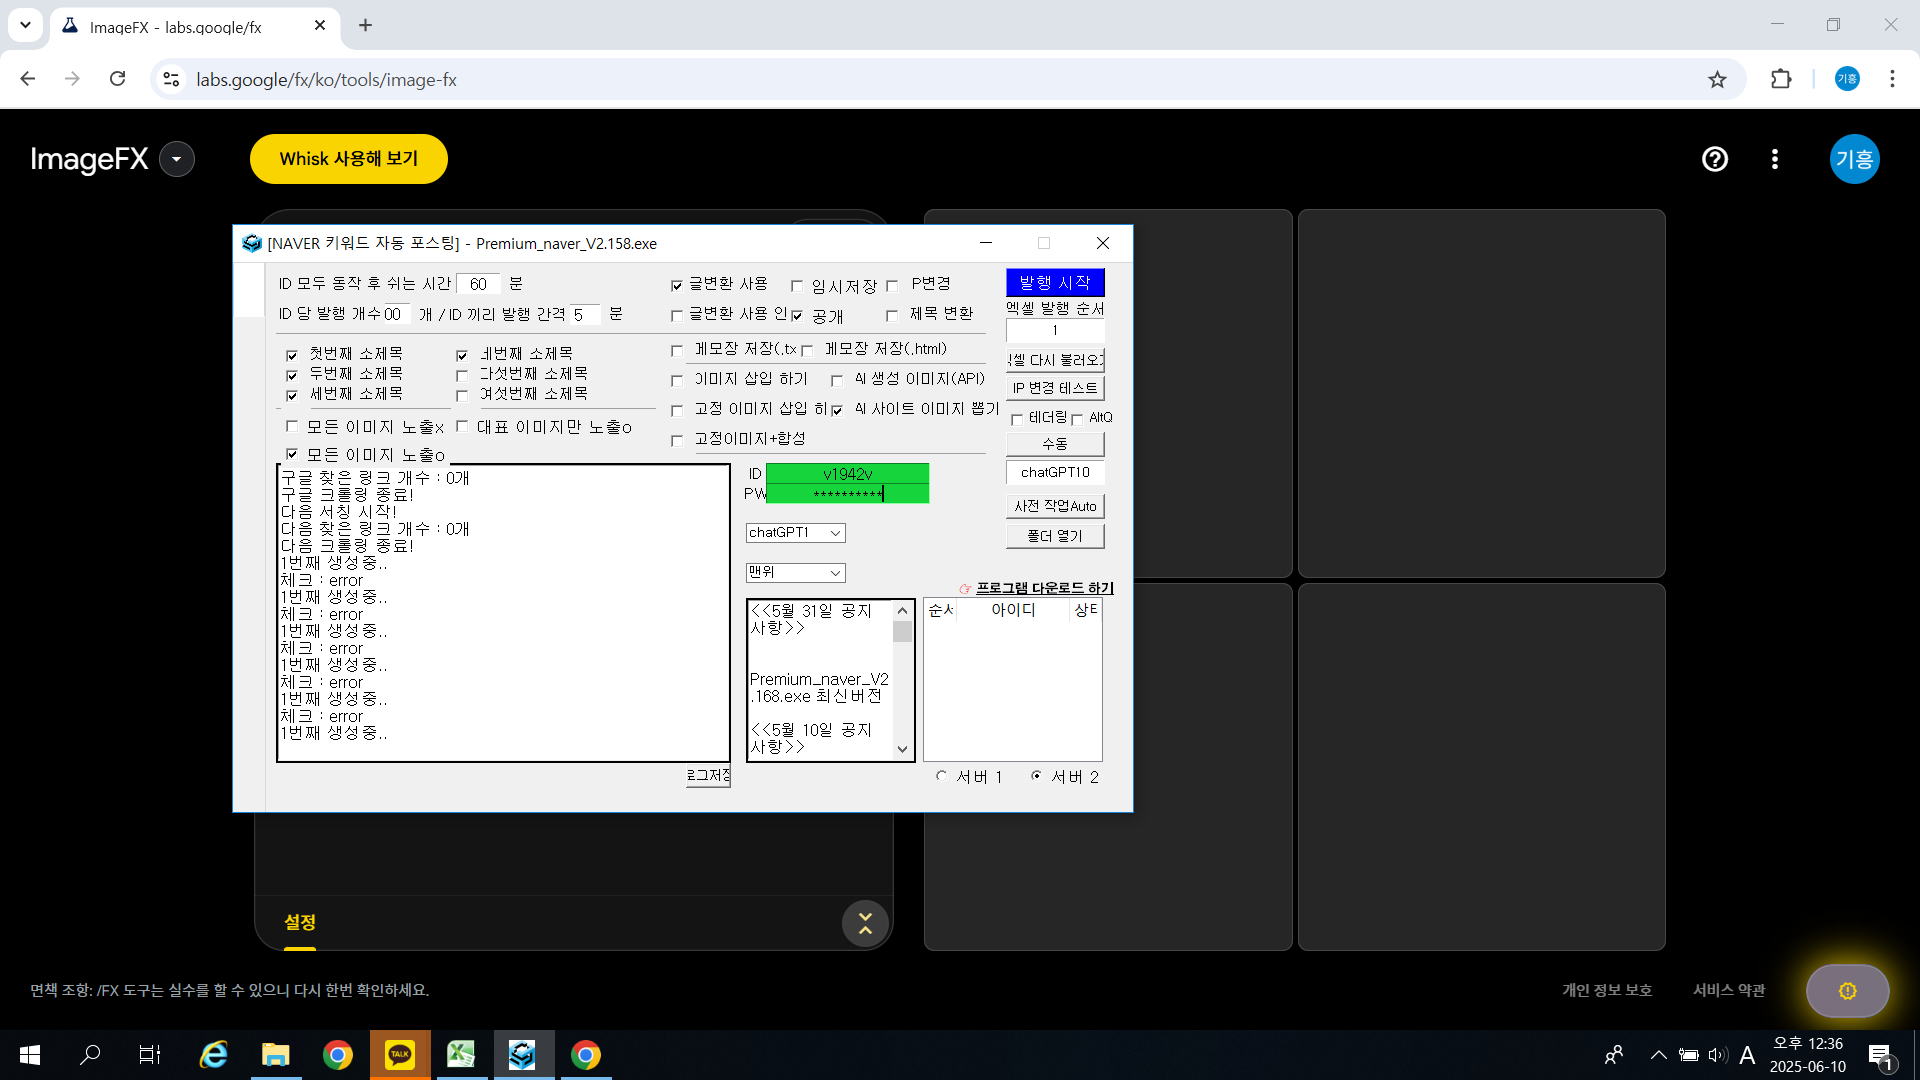 ImageFX - labs.google/fx
labs.google/fx/ko/tools/image-fx
기흥
ImageFX
Whisk 사용해 보기
기흥
[NAVER 키워드 자동 포스팅] - Premium_naver_V2.158.exe
ID 모두 동작 후 쉬는 시간 60 분
ID 당 발행 개수 00 개 / ID 끼리 발행 간격 5 분
첫번째 소제목
네번째 소제목
두번째 소제목
다섯번째 소제목
세번째 소제목
여섯번째 소제목
모든 이미지 노출x
대표 이미지만 노출o
모든 이미지 노출o
글변환 사용
임시저장
P변경
글변환 사용 인
공개
제목 변환
메모장 저장(.tx
메모장 저장(.html)
이미지 삽입 하기
AI 생성 이미지(API)
고정 이미지 삽입 하
AI 사이트 이미지 뽑기
고정이미지+합성
발행 시작
엑셀 발행 순서
1
엑셀 다시 불러오기
IP 변경 테스트
테더링
AltQ
수동
chatGPT10
사전 작업Auto
폴더 열기
구글 찾은 링크 개수 : 0개
구글 크롤링 종료!
다음 서칭 시작!
다음 찾은 링크 개수 : 0개
다음 크롤링 종료!
1번째 생성중..
체크 : error
1번째 생성중..
체크 : error
1번째 생성중..
체크 : error
1번째 생성중..
체크 : error
1번째 생성중..
체크 : error
1번째 생성중..
로그저장
ID v1942v
PW **********
chatGPT1
맨위
프로그램 다운로드 하기
<<5월 31일 공지
사항>>
Premium_naver_V2
.168.exe 최신버전
<<5월 10일 공지
사항>>
순서 아이디 상태
서버 1
서버 2
설정
면책 조항: /FX 도구는 실수를 할 수 있으니 다시 한번 확인하세요.
개인 정보 보호
서비스 약관
TALK
A
오후 12:36
2025-06-10
1